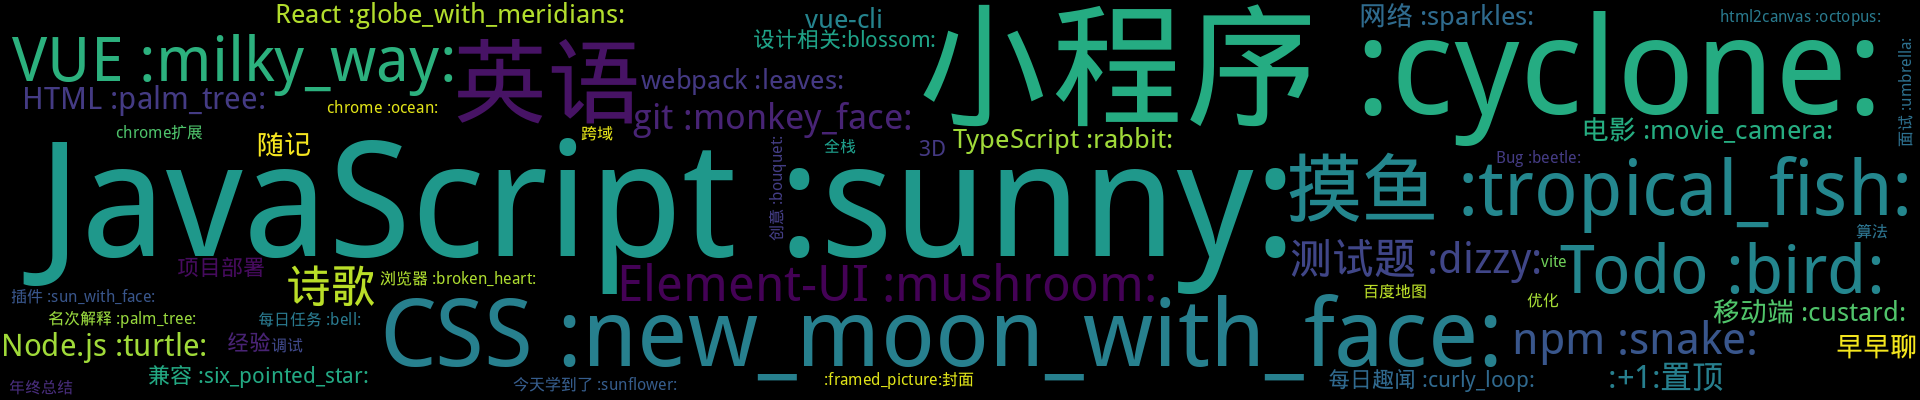 React :globe_with_meridians:
vue-cli
网络 :sparkles:
html2canvas :octopus:
设计相关:blossom:
VUE :milky_way:
英语
小程序 :cyclone:
webpack :leaves:
HTML :palm_tree:
chrome :ocean:
git :monkey_face:
面试 :umbrella:
chrome扩展
随记
跨域
全栈
3D
TypeScript :rabbit:
电影 :movie_camera:
Bug :beetle:
JavaScript :sunny:
创意 :bouquet:
摸鱼 :tropical_fish:
算法
项目部署
诗歌
浏览器 :broken_heart:
Element-UI :mushroom:
测试题 :dizzy:
vite
Todo :bird:
插件 :sun_with_face:
百度地图
优化
名次解释 :palm_tree:
每日任务 :bell:
CSS :new_moon_with_face:
移动端 :custard:
Node.js :turtle:
经验
调试
npm :snake:
早早聊
兼容 :six_pointed_star:
年终总结
今天学到了 :sunflower:
:framed_picture:封面
每日趣闻 :curly_loop:
:+1:置顶